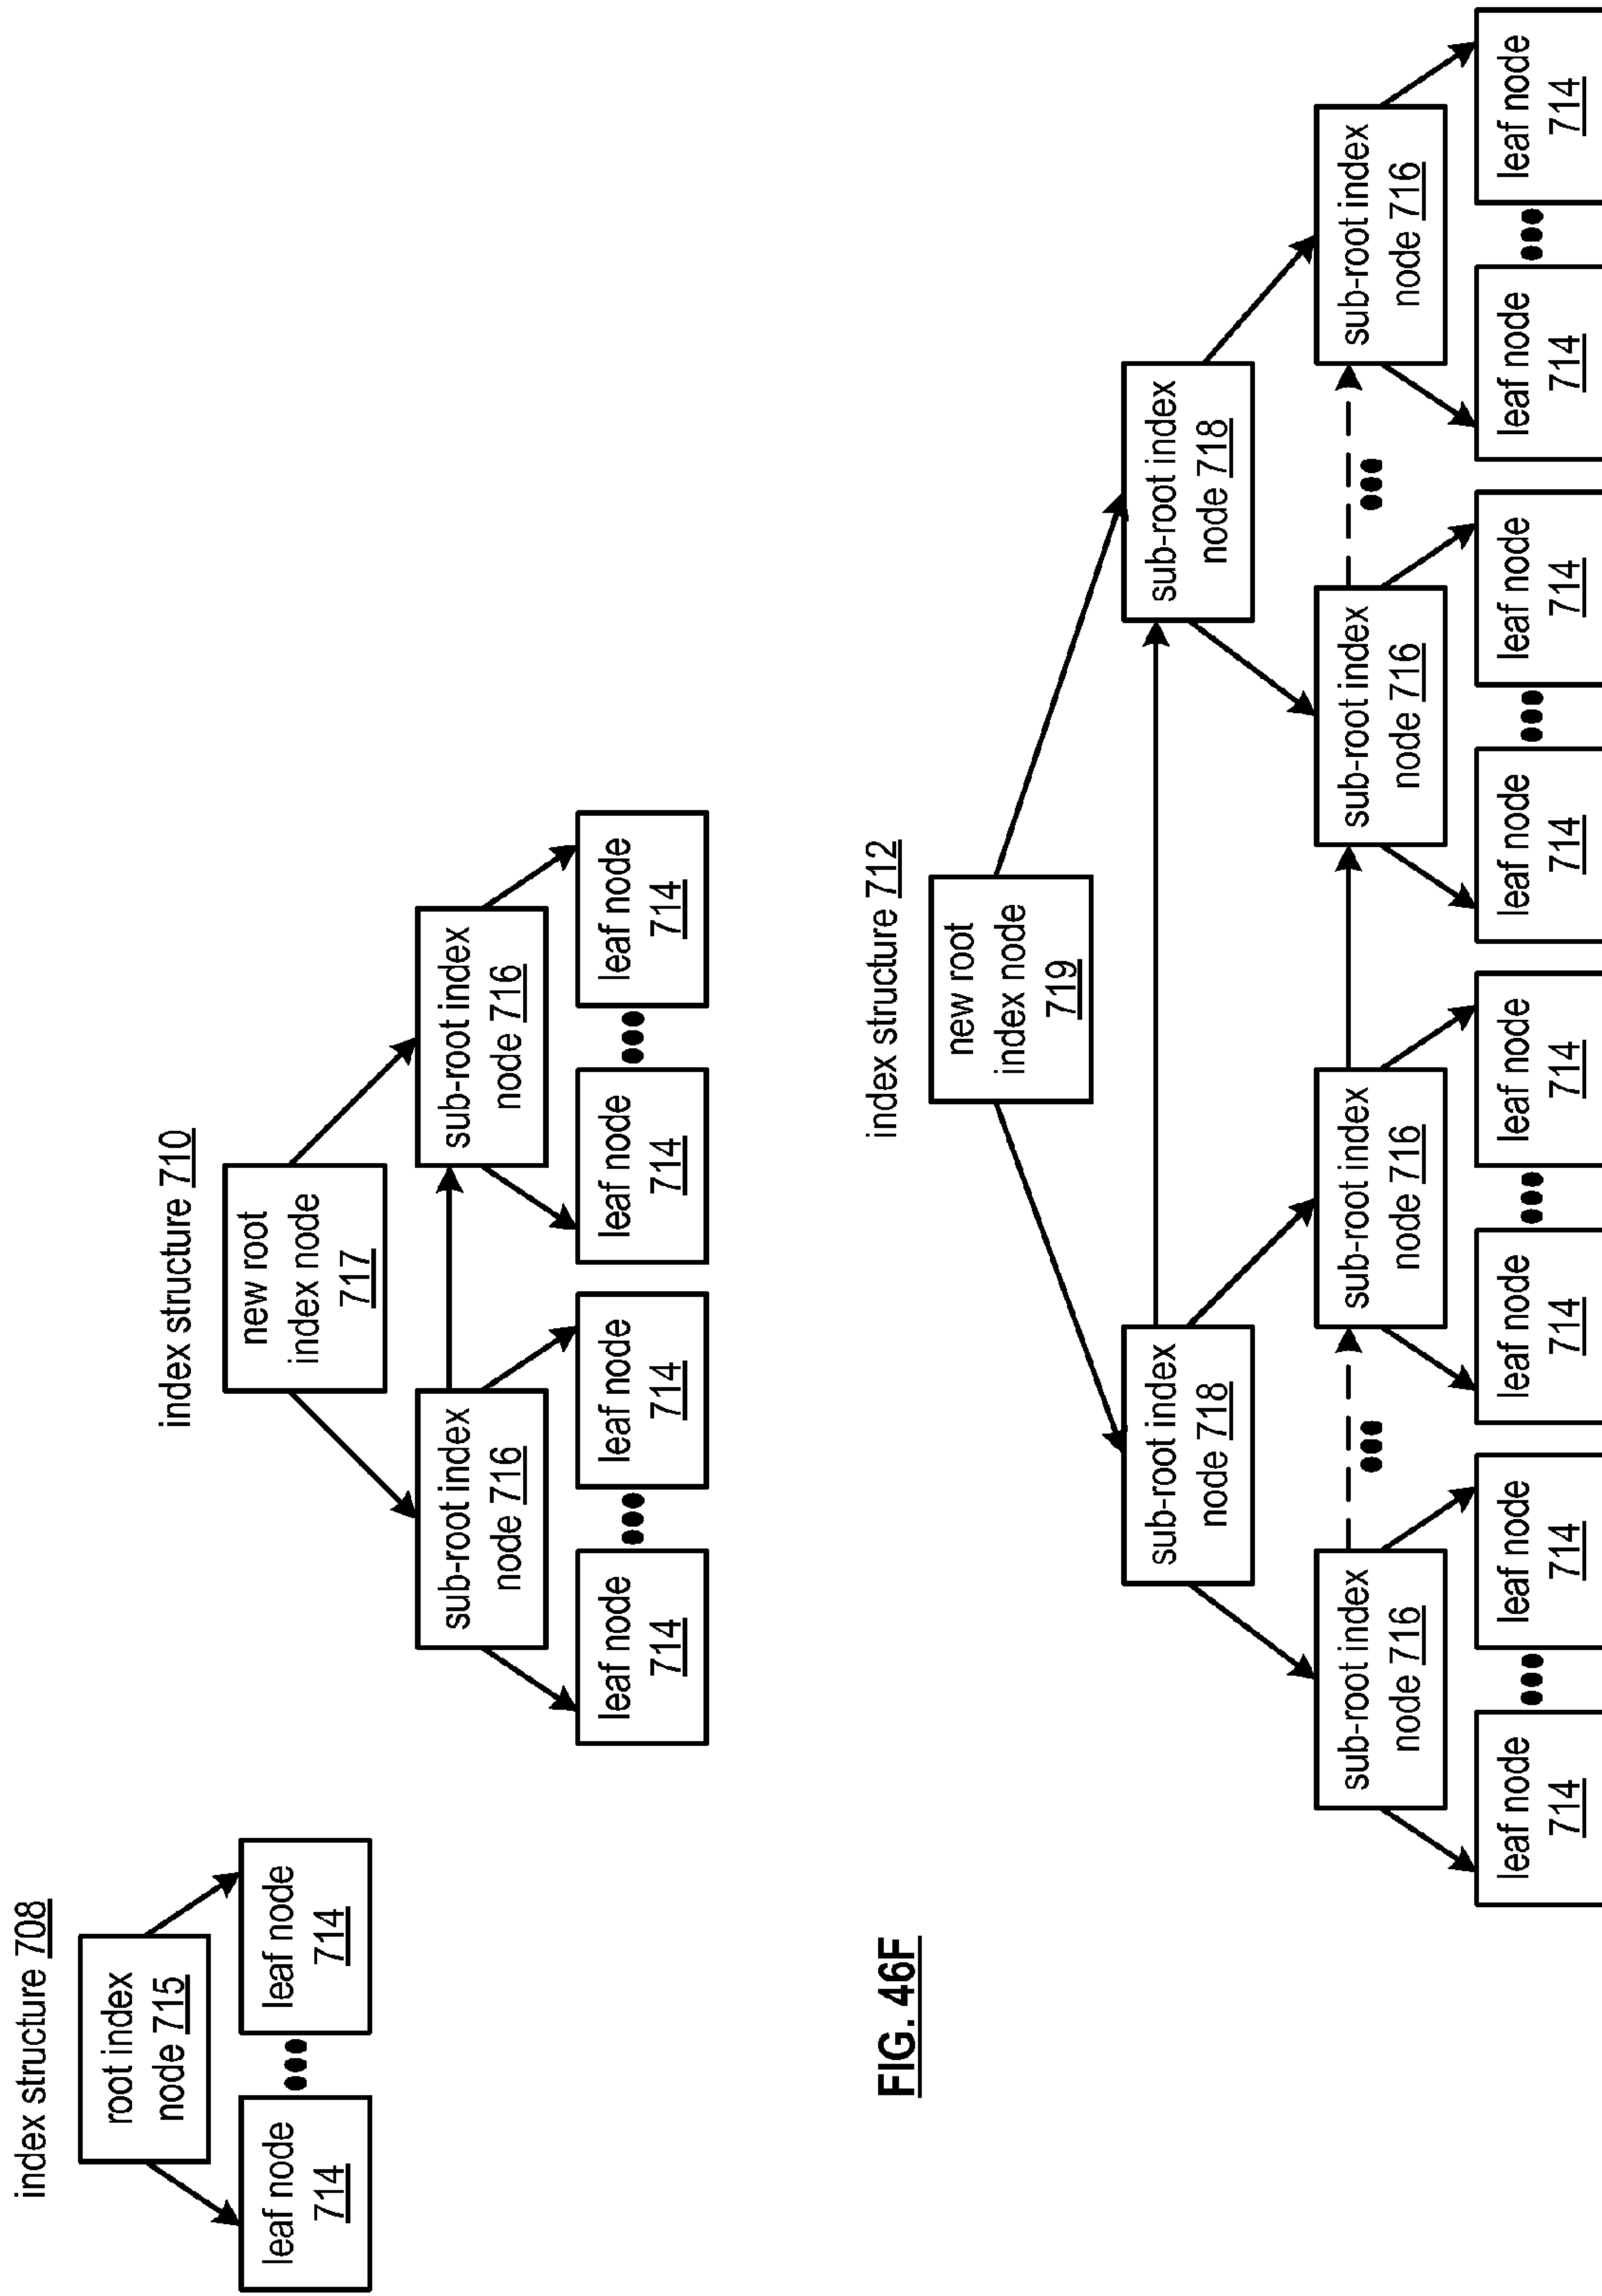 index structure 708
root index
node 715
leaf node
714
leaf node
714
index structure 710
new root
index node
717
sub-root index
node 716
sub-root index
node 716
leaf node
714
leaf node
714
leaf node
714
leaf node
714
FIG. 46F
index structure 712
new root
index node
719
sub-root index
node 718
sub-root index
node 718
sub-root index
node 716
sub-root index
node 716
sub-root index
node 716
sub-root index
node 716
leaf node
714
leaf node
714
leaf node
714
leaf node
714
leaf node
714
leaf node
714
leaf node
714
leaf node
714